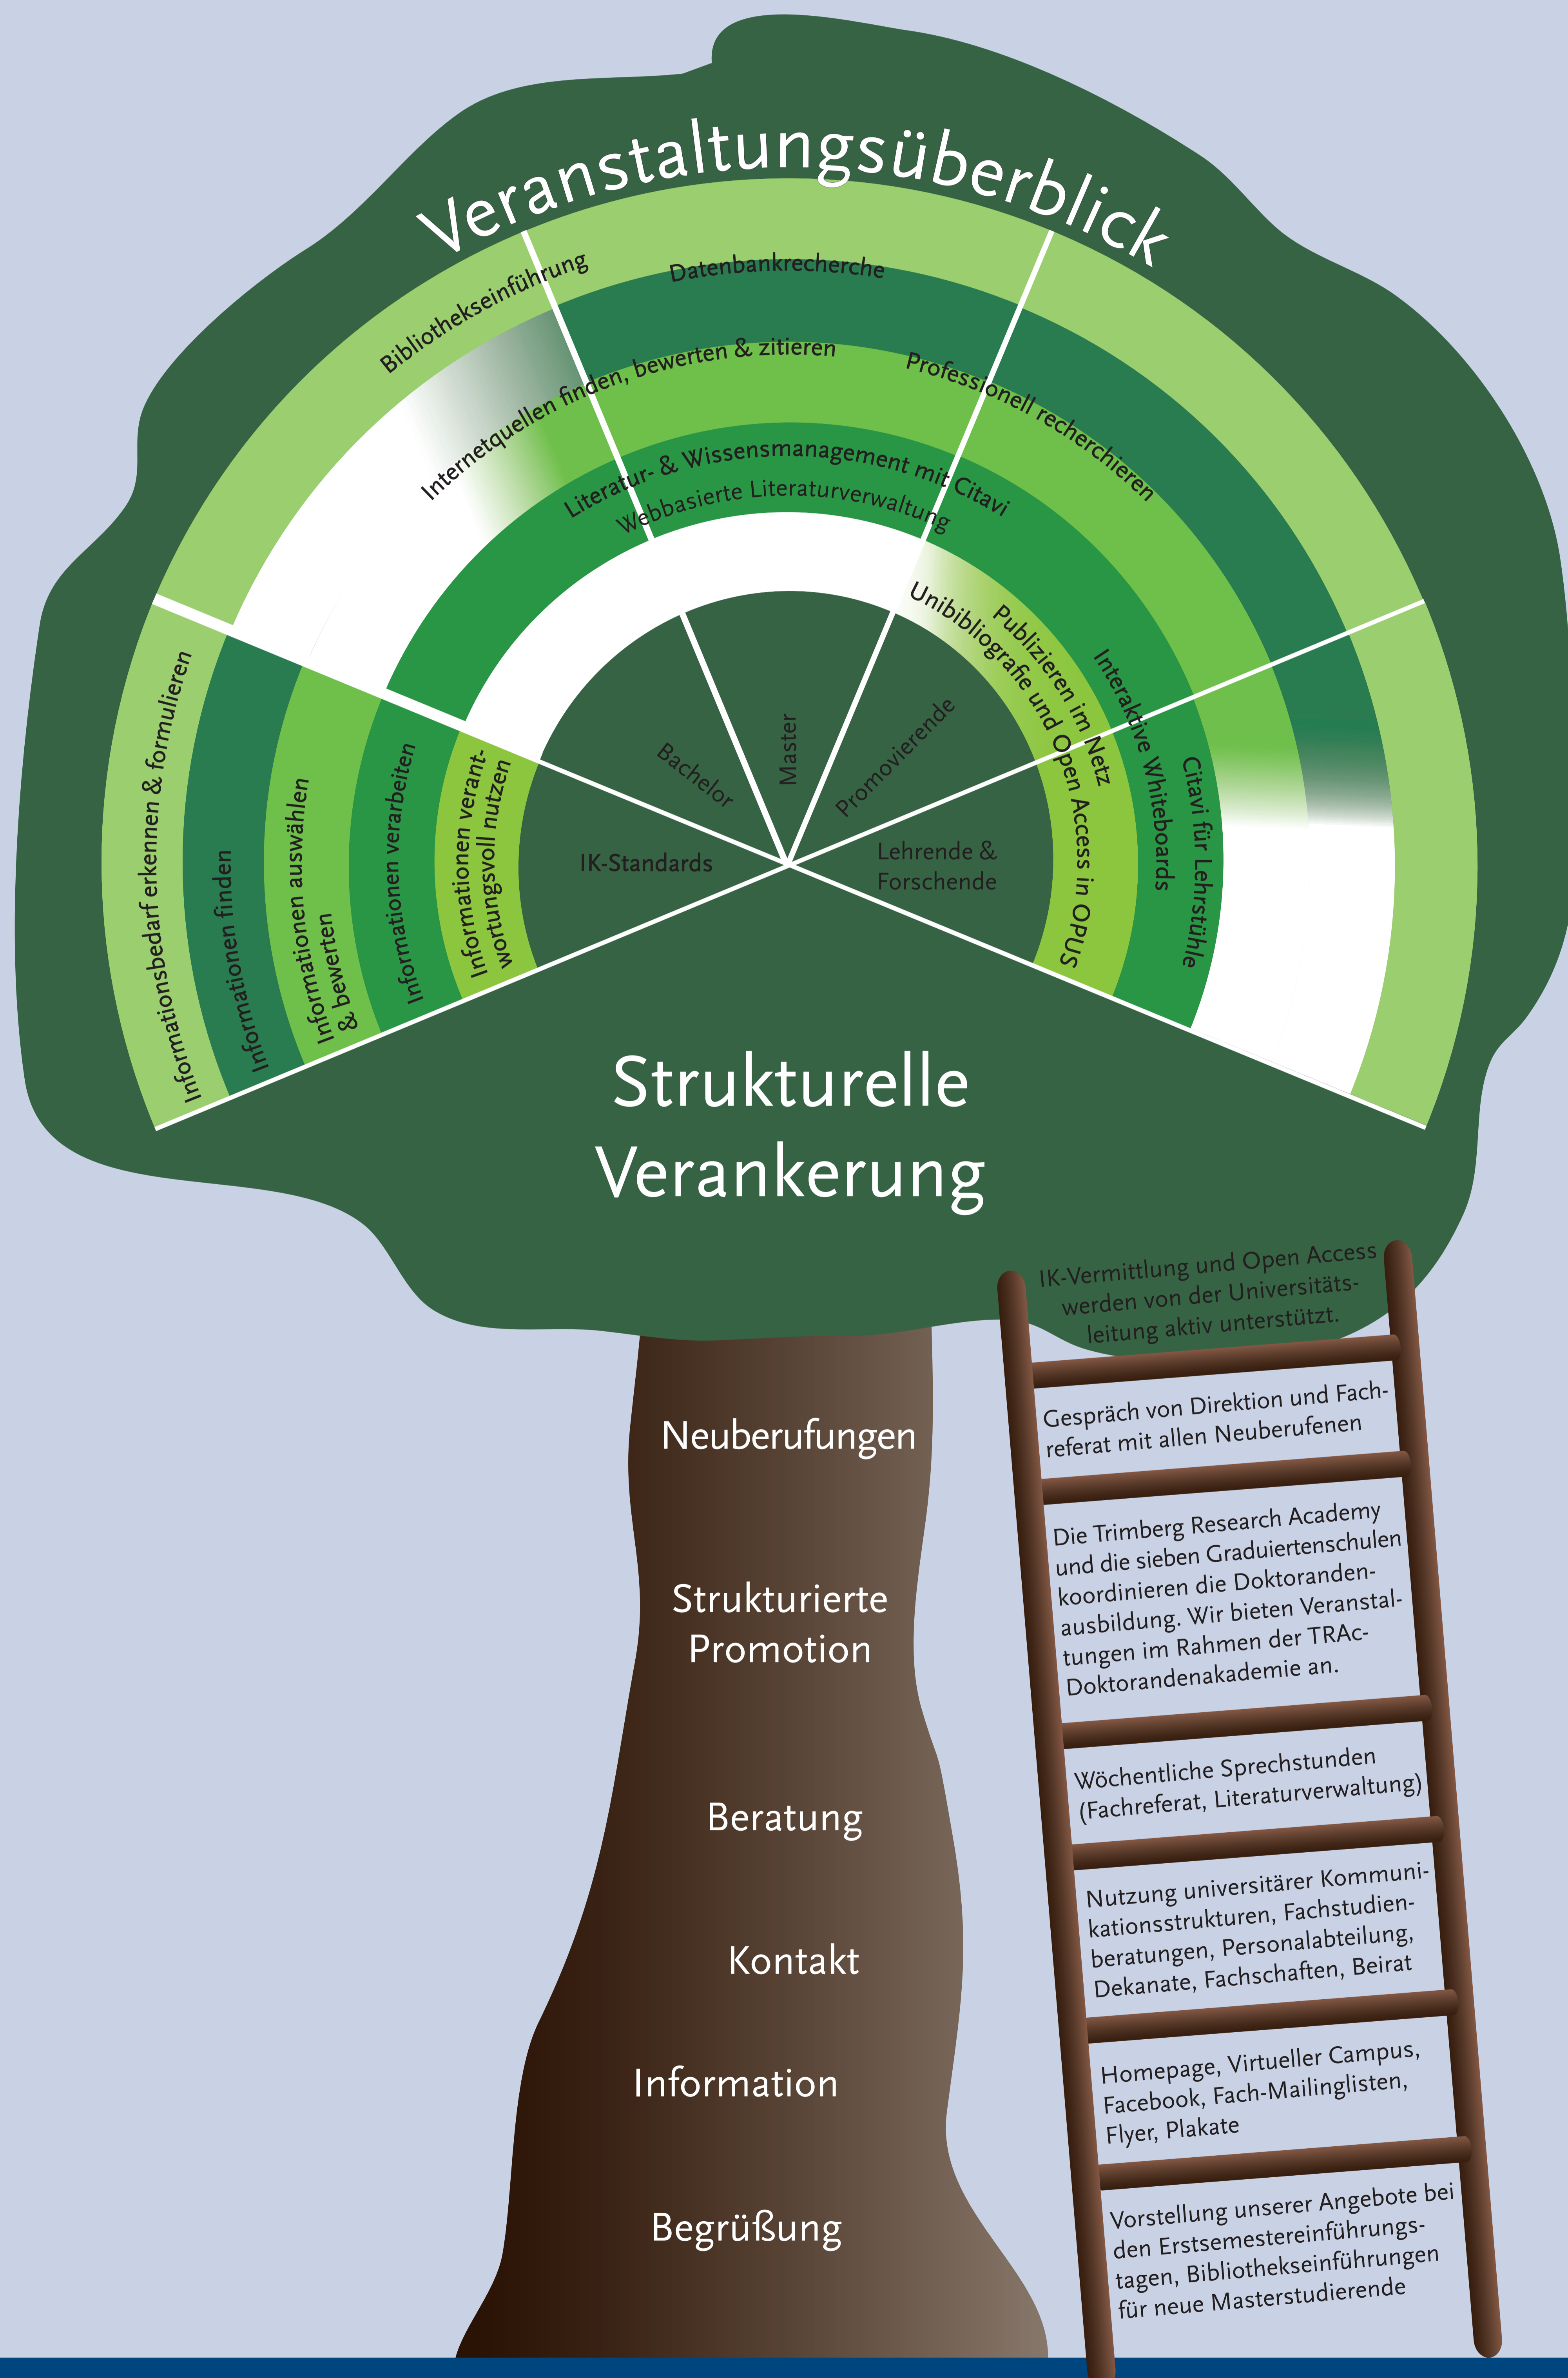 Veranstaltungsüberblick
Bibliothekseinführung
Datenbankrecherche
Internetquellen finden, bewerten & zitieren
Professionell recherchieren
Literatur- & Wissensmanagement mit Citavi
Webbasierte Literaturverwaltung
Publizieren im Netz
Unibibliografie und Open Access in OPUS
Interaktive Whiteboards
Citavi für Lehrstühle
Informationsbedarf erkennen & formulieren
Informationen finden
Informationen auswählen
& bewerten
Informationen verarbeiten
Informationen verant-
wortungsvoll nutzen
IK-Standards
Bachelor
Master
Promovierende
Lehrende &
Forschende
Strukturelle
Verankerung
IK-Vermittlung und Open Access
werden von der Universitäts-
leitung aktiv unterstützt.
Neuberufungen
Gespräch von Direktion und Fach-
referat mit allen Neuberufenen
Strukturierte
Promotion
Die Trimberg Research Academy
und die sieben Graduiertenschulen
koordinieren die Doktoranden-
ausbildung. Wir bieten Veranstal-
tungen im Rahmen der TRAc-
Doktorandenakademie an.
Beratung
Wöchentliche Sprechstunden
(Fachreferat, Literaturverwaltung)
Kontakt
Nutzung universitärer Kommuni-
kationsstrukturen, Fachstudien-
beratungen, Personalabteilung,
Dekanate, Fachschaften, Beirat
Information
Homepage, Virtueller Campus,
Facebook, Fach-Mailinglisten,
Flyer, Plakate
Begrüßung
Vorstellung unserer Angebote bei
den Erstsemestereinführungs-
tagen, Bibliothekseinführungen
für neue Masterstudierende